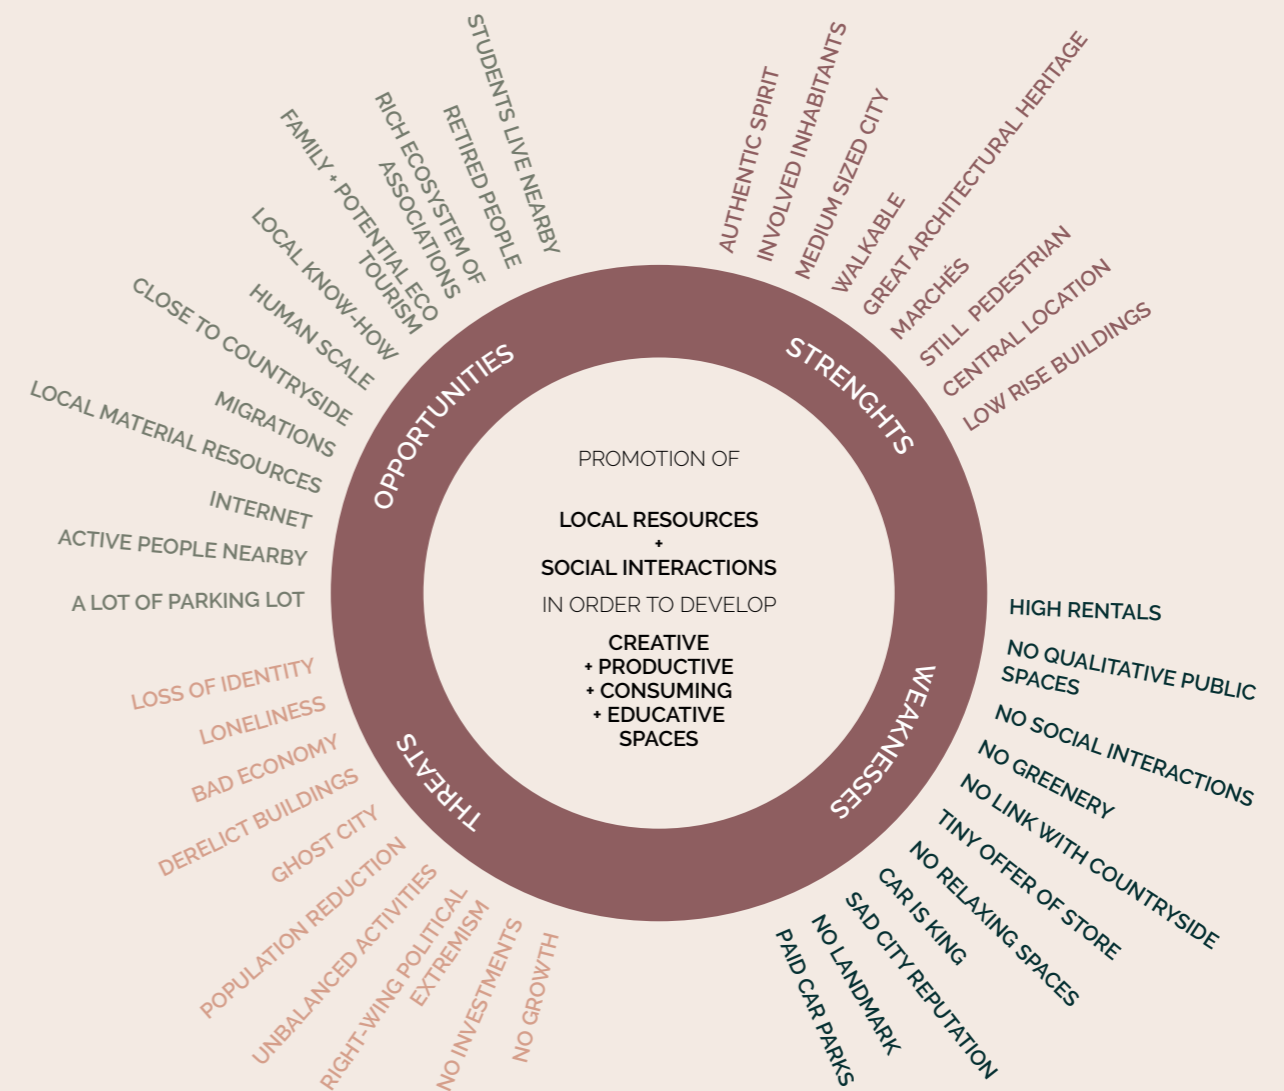 OPPORTUNITIES
STUDENTS LIVE NEARBY
RETIRED PEOPLE
RICH ECOSYSTEM OF
ASSOCIATIONS
FAMILY + POTENTIAL ECO
TOURISM
LOCAL KNOW-HOW
HUMAN SCALE
CLOSE TO COUNTRYSIDE
MIGRATIONS
LOCAL MATERIAL RESOURCES
INTERNET
ACTIVE PEOPLE NEARBY
A LOT OF PARKING LOT
STRENGHTS
AUTHENTIC SPIRIT
INVOLVED INHABITANTS
MEDIUM SIZED CITY
WALKABLE
GREAT ARCHITECTURAL HERITAGE
MARCHÉS
STILL PEDESTRIAN
CENTRAL LOCATION
LOW RISE BUILDINGS
PROMOTION OF
LOCAL RESOURCES
+
SOCIAL INTERACTIONS
IN ORDER TO DEVELOP
CREATIVE
+ PRODUCTIVE
+ CONSUMING
+ EDUCATIVE
SPACES
THREATS
LOSS OF IDENTITY
LONELINESS
BAD ECONOMY
DERELICT BUILDINGS
GHOST CITY
POPULATION REDUCTION
UNBALANCED ACTIVITIES
RIGHT-WING POLITICAL
EXTREMISM
NO INVESTMENTS
NO GROWTH
WEAKNESSES
HIGH RENTALS
NO QUALITATIVE PUBLIC
SPACES
NO SOCIAL INTERACTIONS
NO GREENERY
NO LINK WITH COUNTRYSIDE
TINY OFFER OF STORE
NO RELAXING SPACES
CAR IS KING
SAD CITY REPUTATION
NO LANDMARK
PAID CAR PARKS